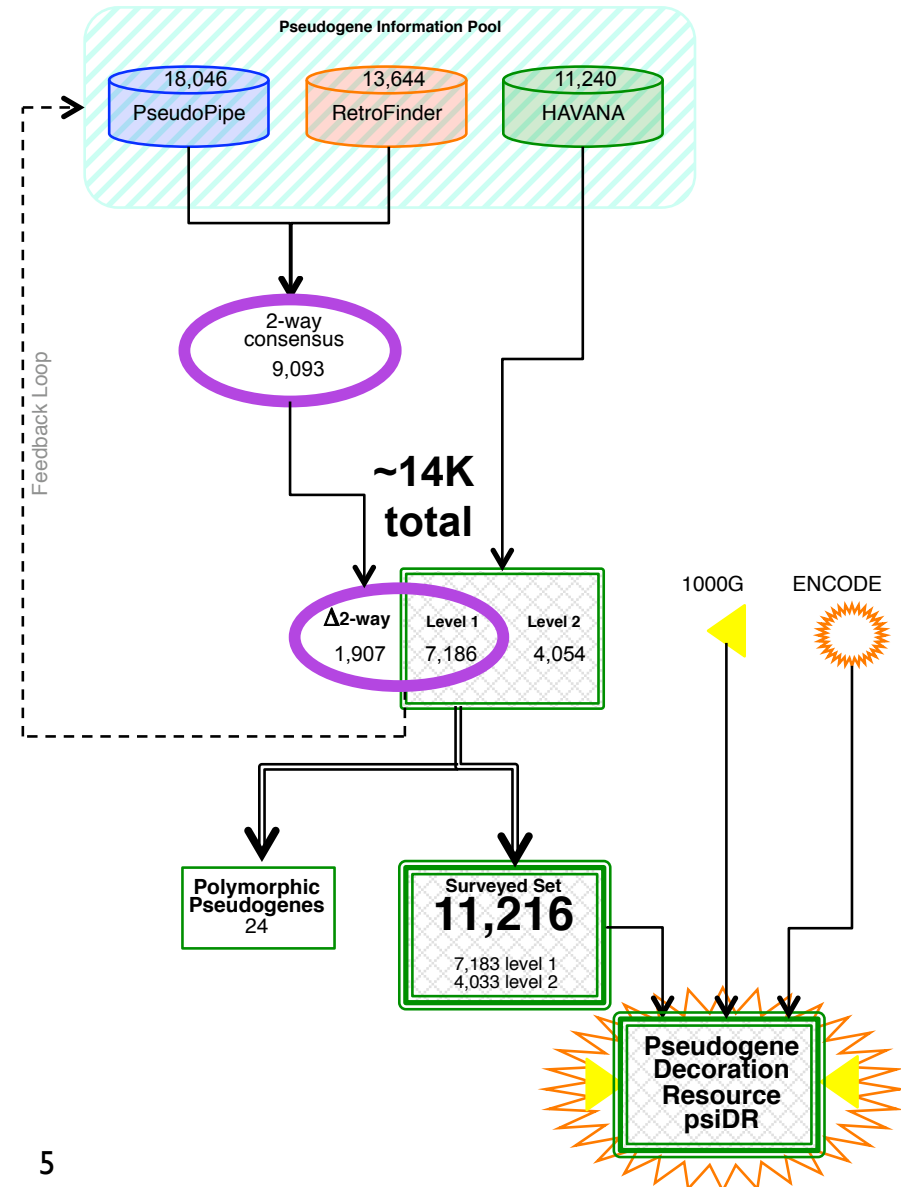 Pseudogene Information Pool
18,046
PseudoPipe
13,644
RetroFinder
11,240
HAVANA
2-way
consensus
9,093
Feedback Loop
~14K
total
Δ2-way
1,907
Level 1
7,186
Level 2
4,054
1000G
ENCODE
Polymorphic
Pseudogenes
24
Surveyed Set
11,216
7,183 level 1
4,033 level 2
Pseudogene
Decoration
Resource
psiDR
5